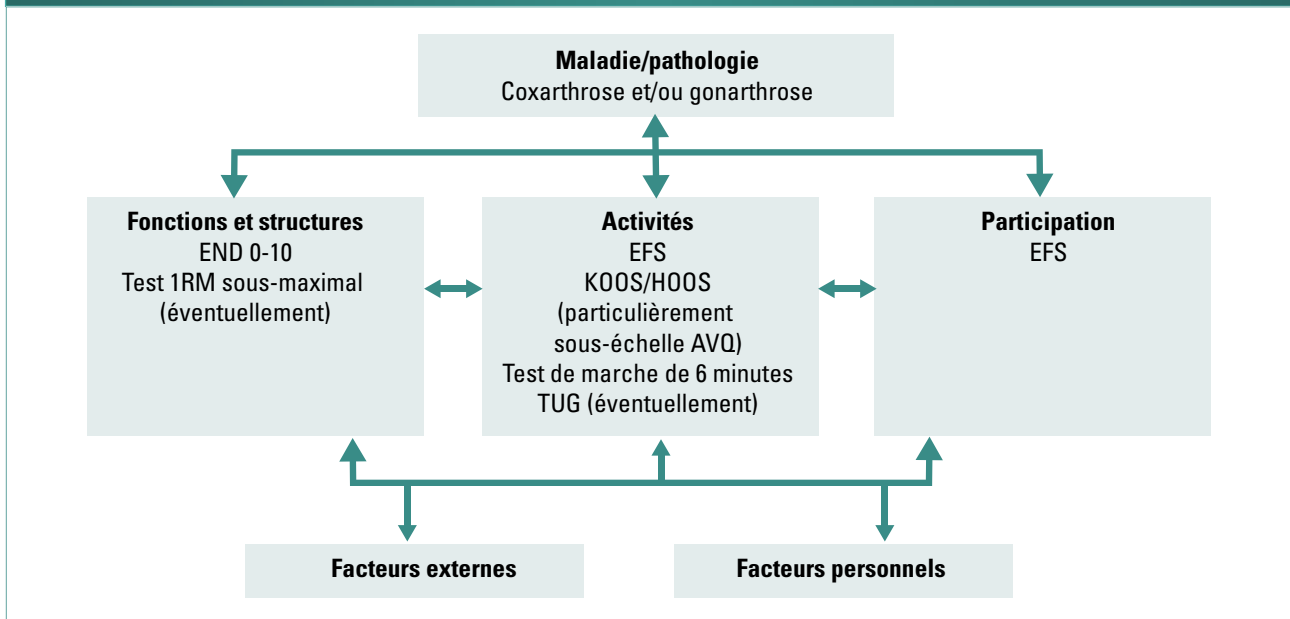 Maladie/pathologie
Coxarthrose et/ou gonarthrose
Fonctions et structures
END 0-10
Test 1RM sous-maximal
(éventuellement)
Activités
EFS
KOOS/HOOS
(particulièrement
sous-échelle AVQ)
Test de marche de 6 minutes
TUG (éventuellement)
Participation
EFS
Facteurs externes
Facteurs personnels